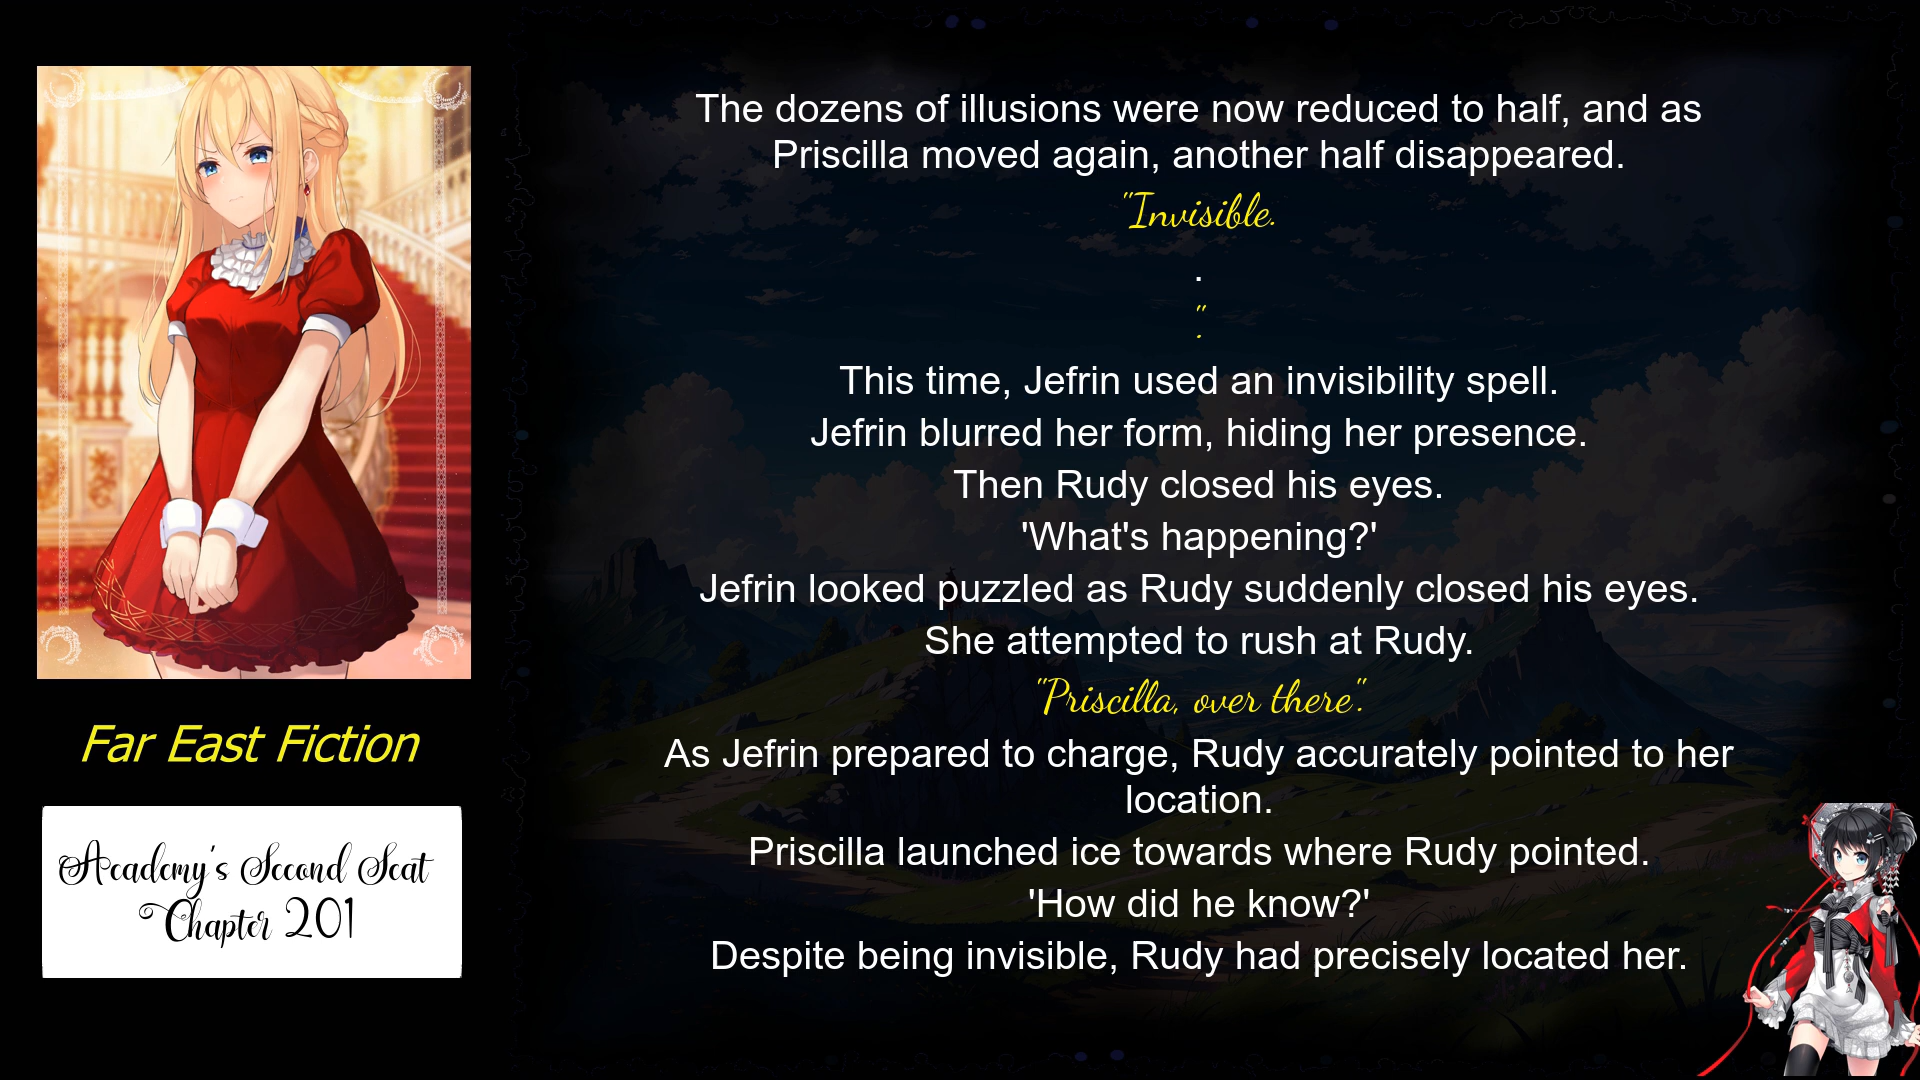 The dozens of illusions were now reduced to half, and as
Priscilla moved again, another half disappeared.
"Invisible.
.
."
This time, Jefrin used an invisibility spell.
Jefrin blurred her form, hiding her presence.
Then Rudy closed his eyes.
'What's happening?'
Jefrin looked puzzled as Rudy suddenly closed his eyes.
She attempted to rush at Rudy.
"Priscilla, over there".
As Jefrin prepared to charge, Rudy accurately pointed to her
location.
Priscilla launched ice towards where Rudy pointed.
'How did he know?'
Despite being invisible, Rudy had precisely located her.
Far East Fiction
Academy's Second Seat
Chapter 201